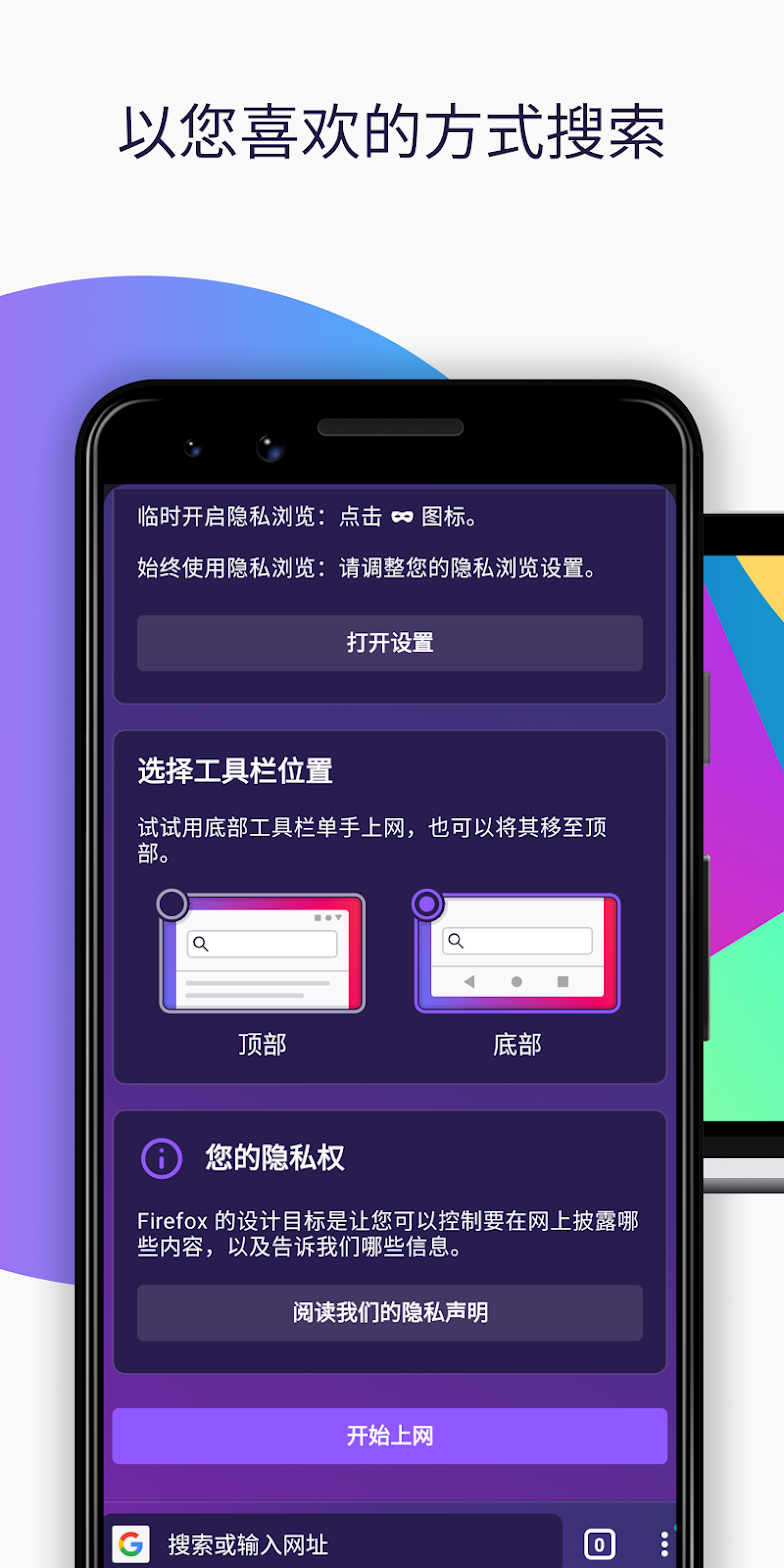 以您喜欢的方式搜索
临时开启隐私浏览：点击 图标。
始终使用隐私浏览：请调整您的隐私浏览设置。
打开设置
选择工具栏位置
试试用底部工具栏单手上网，也可以将其移至顶
部。
顶部
底部
您的隐私权
Firefox 的设计目标是让您可以控制要在网上披露哪
些内容，以及告诉我们哪些信息。
阅读我们的隐私声明
开始上网
搜索或输入网址
0